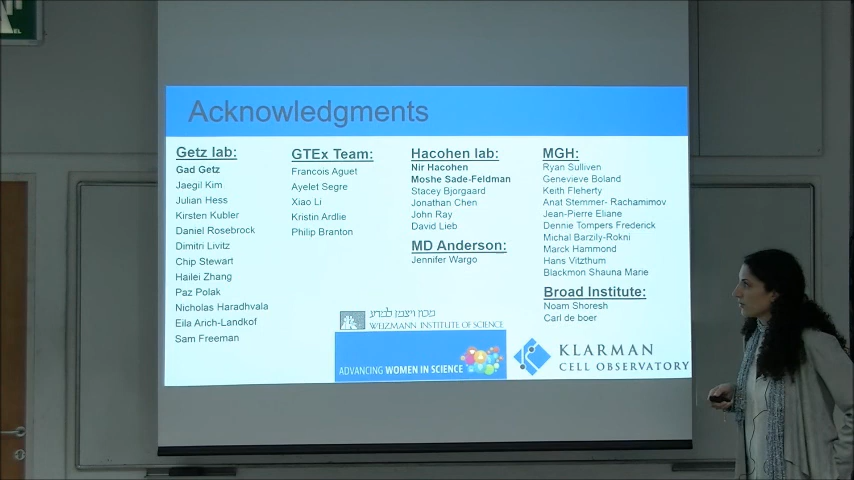 Acknowledgments
Getz lab:
Gad Getz
Jaegil Kim
Julian Hess
Kirsten Kubler
Daniel Rosebrock
Dimitri Livitz
Chip Stewart
Hailei Zhang
Paz Polak
Nicholas Haradhvala
Eila Arich-Landkof
Sam Freeman
GTEx Team:
Francois Aguet
Ayelet Segre
Xiao Li
Kristin Ardlie
Philip Branton
Hacohen lab:
Nir Hacohen
Moshe Sade-Feldman
Stacey Bjorgaard
Jonathan Chen
John Ray
David Lieb
MD Anderson:
Jennifer Wargo
MGH:
Ryan Sulliven
Genevieve Boland
Keith Fleherty
Anat Stemmer- Rachamimov
Jean-Pierre Eliane
Dennie Tompers Frederick
Michal Barzily-Rokni
Marck Hammond
Hans Vitzthum
Blackmon Shauna Marie
Broad Institute:
Noam Shoresh
Carl de boer
מכון ויצמן למדע
WEIZMANN INSTITUTE OF SCIENCE
ADVANCING WOMEN IN SCIENCE
KLARMAN
CELL OBSERVATORY